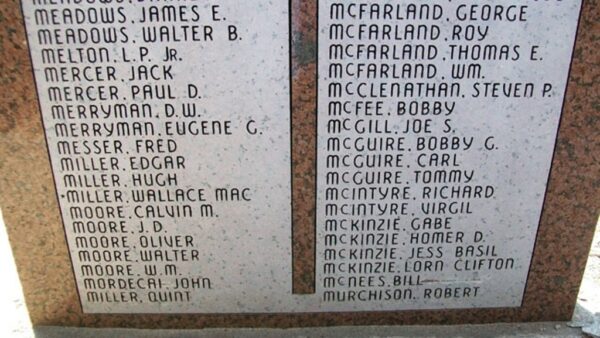 MEADOWS, JAMES E.
MEADOWS, WALTER B.
MELTON, L.P. JR.
MERCER, JACK
MERCER, PAUL D.
MERRYMAN, D.W.
MERRYMAN, EUGENE G.
MESSER, FRED
MILLER, EDGAR
MILLER, HUGH
MILLER, WALLACE MAC
MOORE, CALVIN M.
MOORE, J.D.
MOORE, OLIVER
MOORE, WALTER
MOORE, W.M.
MORDECAI, JOHN
MILLER, QUINT
MCFARLAND, GEORGE
MCFARLAND, ROY
MCFARLAND, THOMAS E.
MCFARLAND, WM.
MCCLENATHAN, STEVEN P.
MCFEE, BOBBY
MCGILL, JOE S.
MCGUIRE, BOBBY G.
MCGUIRE, CARL
MCGUIRE, TOMMY
MCINTYRE, RICHARD
MCINTYRE, VIRGIL
MCKINZIE, GABE
MCKINZIE, HOMER D.
MCKINZIE, JESS BASIL
MCKINZIE, LORN CLIFTON
MCNEES, BILL
MURCHISON, ROBERT